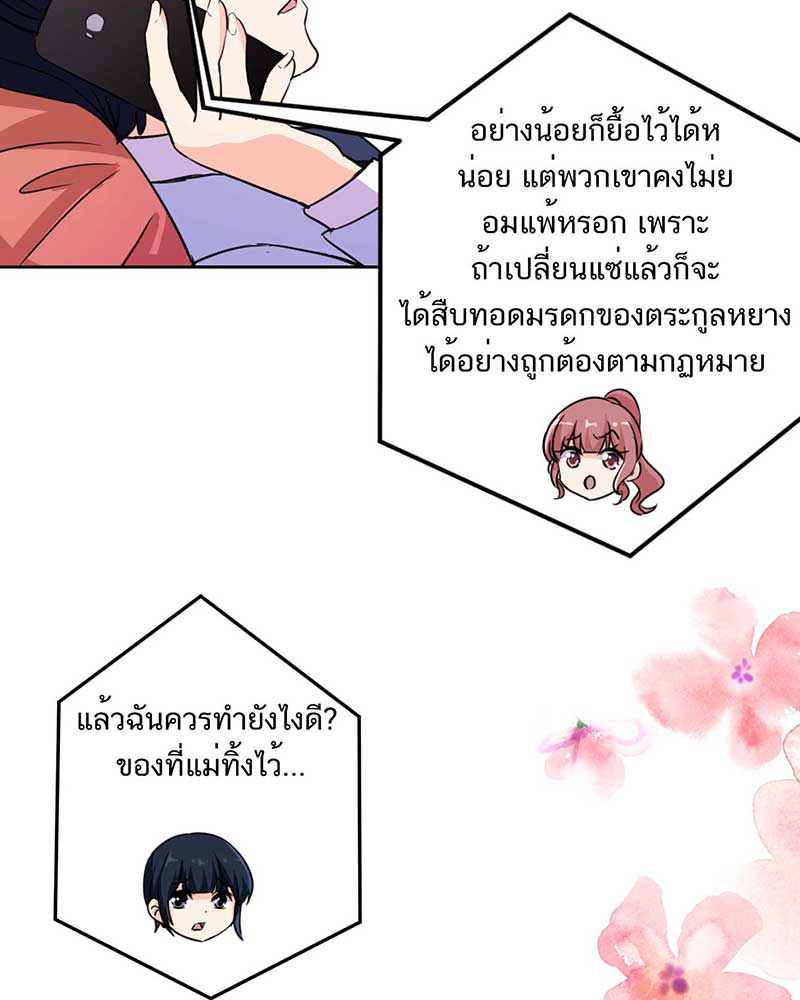 อย่างน้อยก็ยื้อไว้ได้ห
น่อย แต่พวกเขาคงไม่ย
อมแพ้หรอก เพราะ
ถ้าเปลี่ยนแซ่แล้วก็จะ
ได้สืบทอดมรดกของตระกูลหยาง
ได้อย่างถูกต้องตามกฏหมาย
แล้วฉันควรทำยังไงดี?
ของที่แม่ทิ้งไว้...